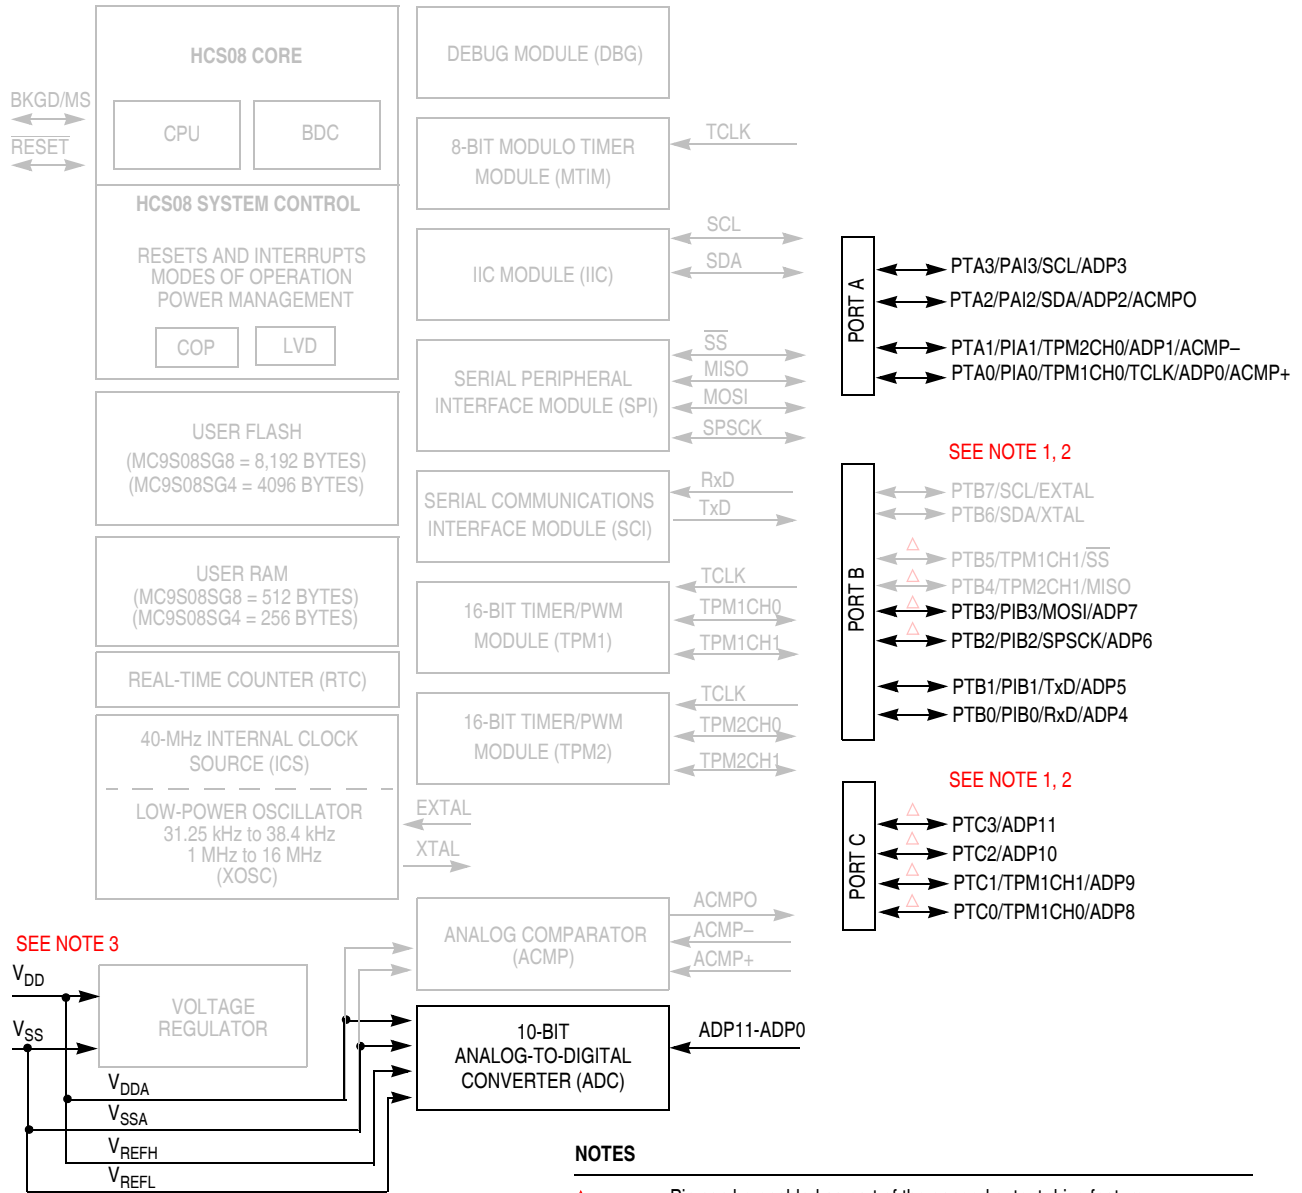 HCS08 CORE
CPU
BDC
BKGD/MS
RESET
HCS08 SYSTEM CONTROL
RESETS AND INTERRUPTS
MODES OF OPERATION
POWER MANAGEMENT
COP
LVD
USER FLASH
(MC9S08SG8 = 8,192 BYTES)
(MC9S08SG4 = 4096 BYTES)
USER RAM
(MC9S08SG8 = 512 BYTES)
(MC9S08SG4 = 256 BYTES)
REAL-TIME COUNTER (RTC)
40-MHz INTERNAL CLOCK
SOURCE (ICS)
LOW-POWER OSCILLATOR
31.25 kHz to 38.4 kHz
1 MHz to 16 MHz
(XOSC)
EXTAL
XTAL
SEE NOTE 3
VDD
VSS
VOLTAGE
REGULATOR
VDDA
VSSA
VREFH
VREFL
DEBUG MODULE (DBG)
8-BIT MODULO TIMER
MODULE (MTIM)
TCLK
IIC MODULE (IIC)
SCL
SDA
SERIAL PERIPHERAL
INTERFACE MODULE (SPI)
SS
MISO
MOSI
SPSCK
SERIAL COMMUNICATIONS
INTERFACE MODULE (SCI)
RxD
TxD
16-BIT TIMER/PWM
MODULE (TPM1)
TCLK
TPM1CH0
TPM1CH1
16-BIT TIMER/PWM
MODULE (TPM2)
TCLK
TPM2CH0
TPM2CH1
ANALOG COMPARATOR
(ACMP)
ACMPO
ACMP–
ACMP+
10-BIT
ANALOG-TO-DIGITAL
CONVERTER (ADC)
ADP11-ADP0
PORT A
PTA3/PAI3/SCL/ADP3
PTA2/PAI2/SDA/ADP2/ACMPO
PTA1/PIA1/TPM2CH0/ADP1/ACMP–
PTA0/PIA0/TPM1CH0/TCLK/ADP0/ACMP+
SEE NOTE 1, 2
PORT B
PTB7/SCL/EXTAL
PTB6/SDA/XTAL
PTB5/TPM1CH1/SS
PTB4/TPM2CH1/MISO
PTB3/PIB3/MOSI/ADP7
PTB2/PIB2/SPSCK/ADP6
PTB1/PIB1/TxD/ADP5
PTB0/PIB0/RxD/ADP4
SEE NOTE 1, 2
PORT C
PTC3/ADP11
PTC2/ADP10
PTC1/TPM1CH1/ADP9
PTC0/TPM1CH0/ADP8
NOTES